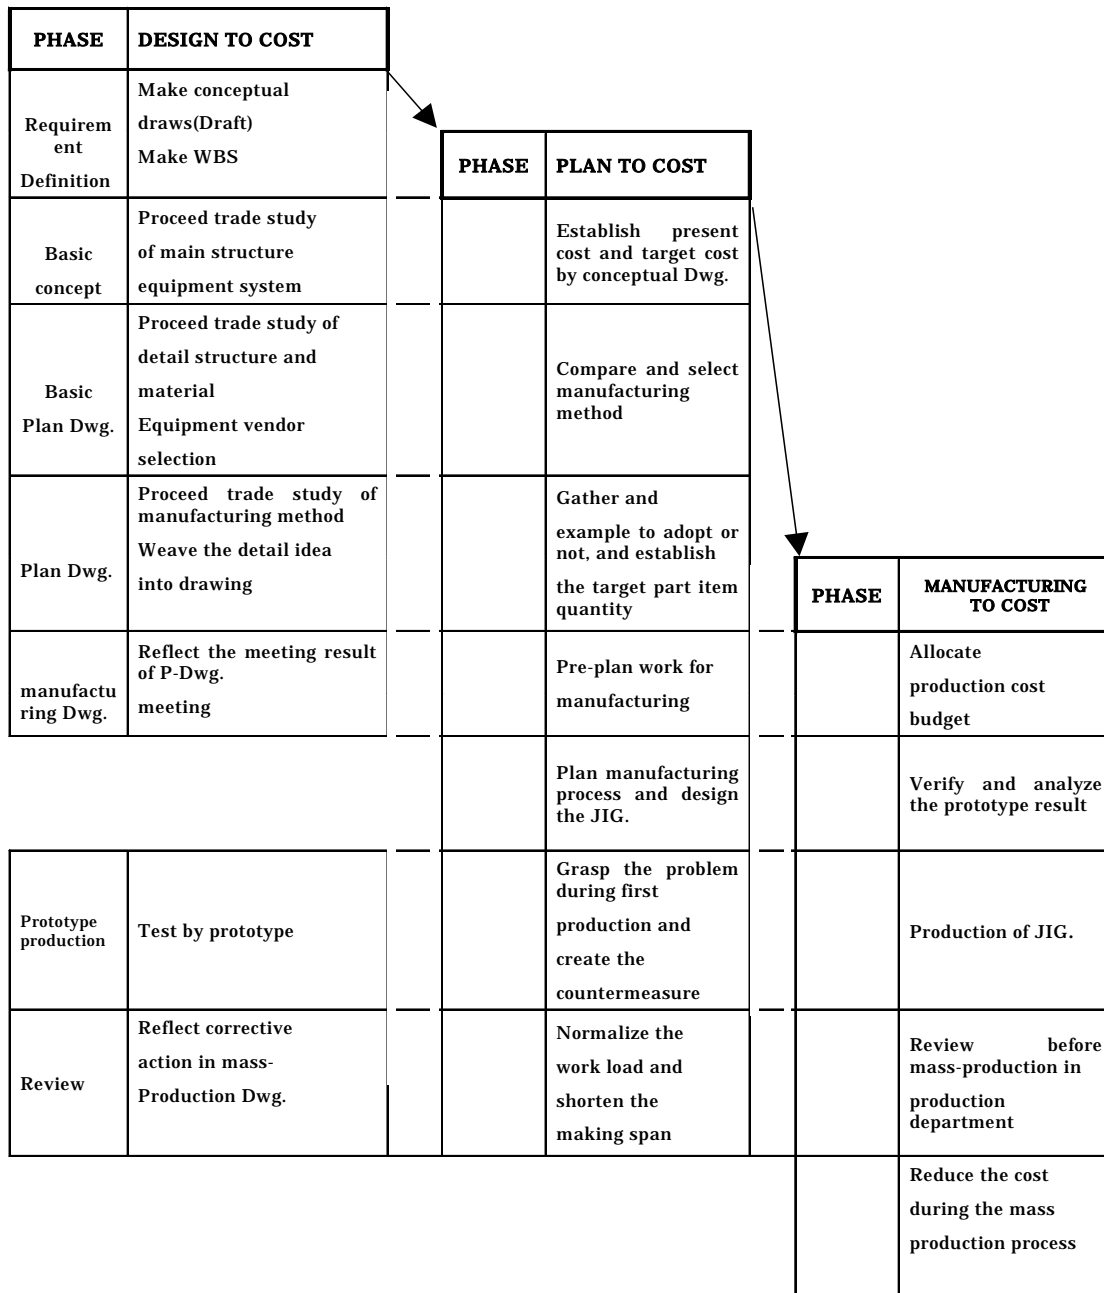 PHASE
DESIGN TO COST
Requirem
ent
Definition
Make conceptual
draws(Draft)
Make WBS
Basic
concept
Proceed trade study
of main structure
equipment system
Basic
Plan Dwg.
Proceed trade study of
detail structure and
material
Equipment vendor
selection
Plan Dwg.
Proceed trade study of
manufacturing method
Weave the detail idea
into drawing
manufactu
ring Dwg.
Reflect the meeting result
of P-Dwg.
meeting
Prototype
production
Test by prototype
Review
Reflect corrective
action in mass-
Production Dwg.
PHASE
PLAN TO COST
Establish present
cost and target cost
by conceptual Dwg.
Compare and select
manufacturing
method
Gather and
example to adopt or
not, and establish
the target part item
quantity
Pre-plan work for
manufacturing
Plan manufacturing
process and design
the JIG.
Grasp the problem
during first
production and
create the
countermeasure
Normalize the
work load and
shorten the
making span
PHASE
MANUFACTURING
TO COST
Allocate
production cost
budget
Verify and analyze
the prototype result
Production of JIG.
Review before
mass-production in
production
department
Reduce the cost
during the mass
production process